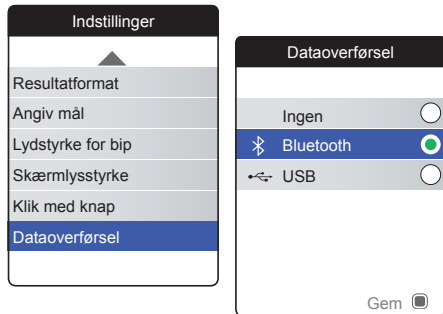 Indstillinger
Resultatformat
Angiv mål
Lydstyrke for bip
Skærmlysstyrke
Klik med knap
Dataoverførsel
Dataoverførsel
Ingen
Bluetooth
USB
Gem